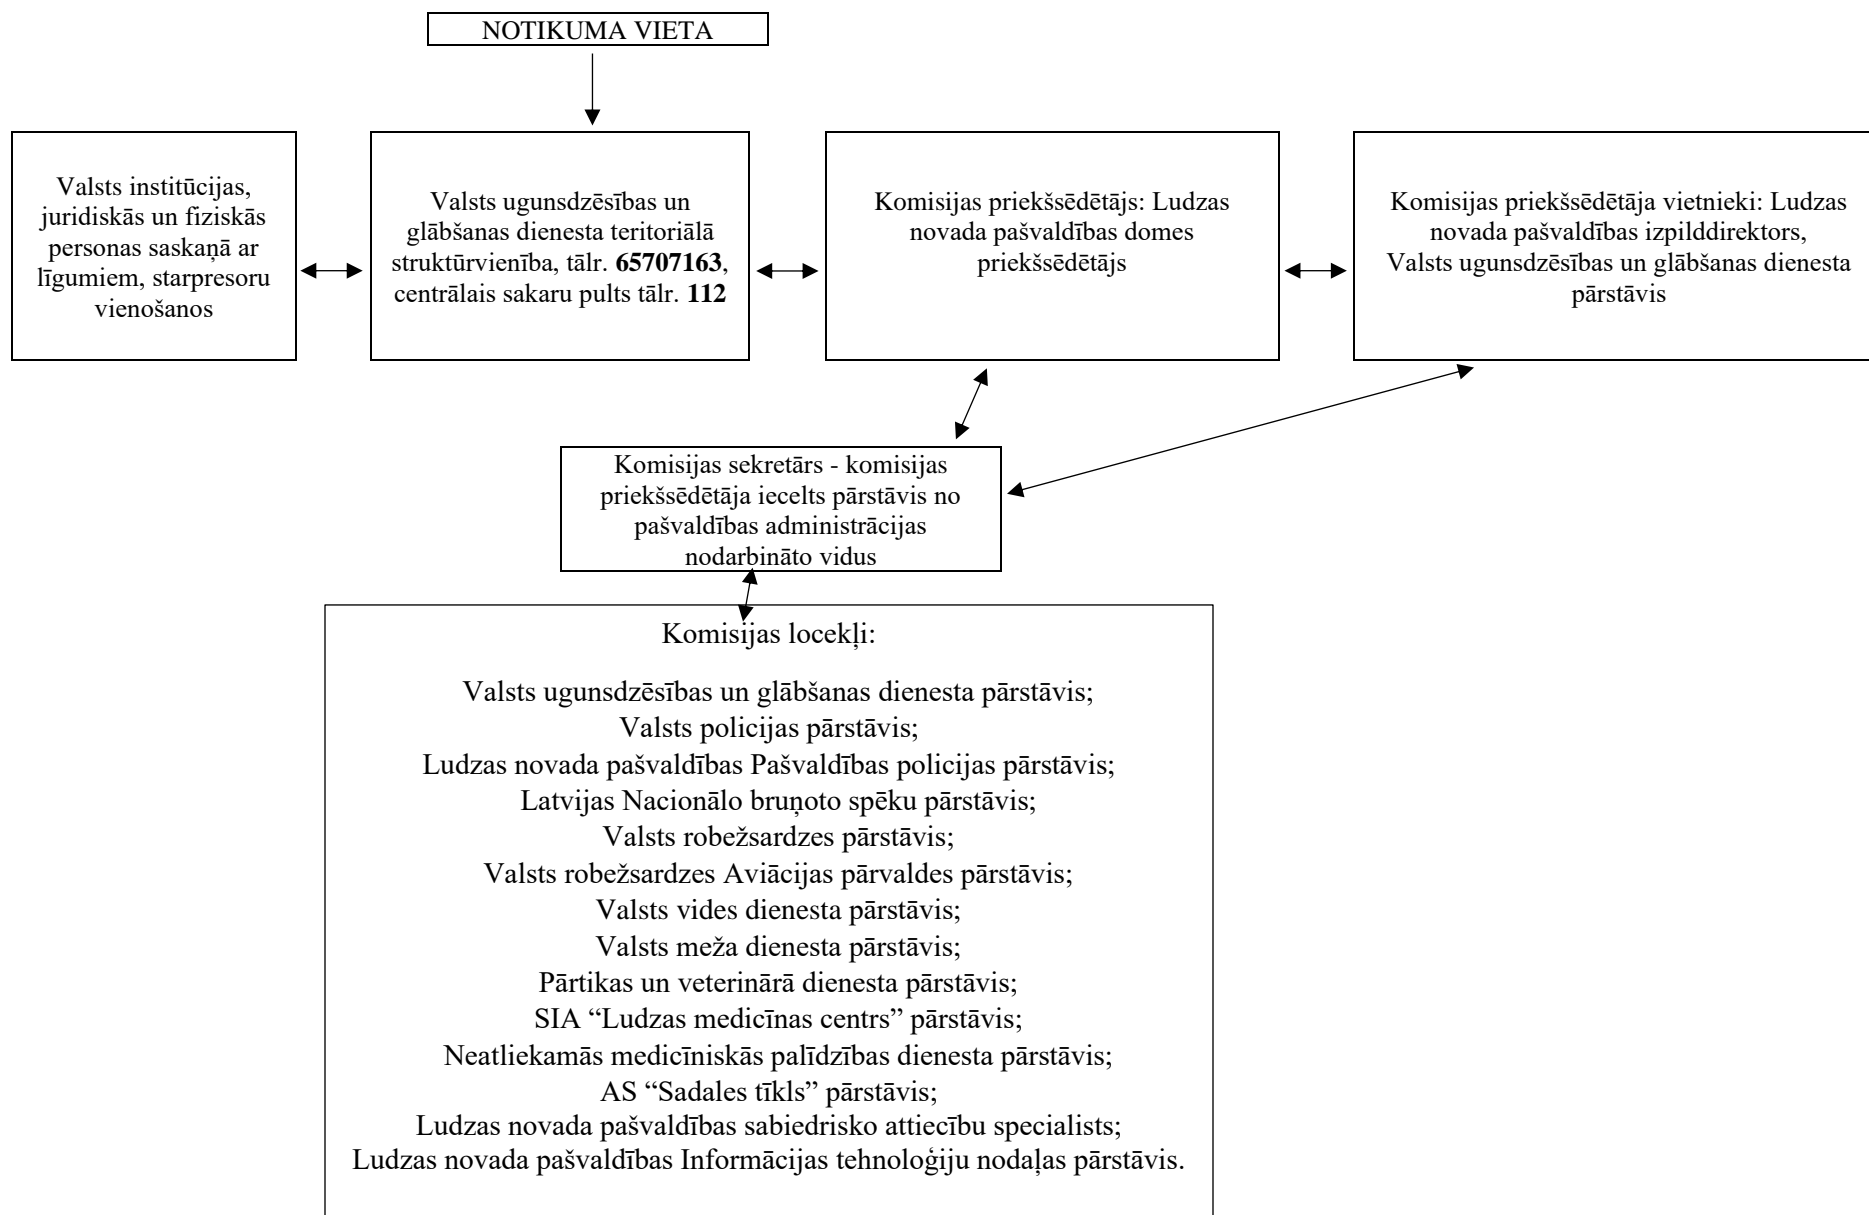 NOTIKUMA VIETA
Valsts institūcijas,
juridiskās un fiziskās
personas saskaņā ar
līgumiem, starpresoru
vienošanos
Valsts ugunsdzēsības un
glābšanas dienesta teritoriālā
struktūrvienība, tālr. 65707163,
centrālais sakaru pults tālr. 112
Komisijas priekšsēdētājs: Ludzas
novada pašvaldības domes
priekšsēdētājs
Komisijas priekšsēdētāja vietnieki: Ludzas
novada pašvaldības izpilddirektors,
Valsts ugunsdzēsības un glābšanas dienesta
pārstāvis
Komisijas sekretārs - komisijas
priekšsēdētāja iecelts pārstāvis no
pašvaldības administrācijas
nodarbināto vidus
Komisijas locekļi:
Valsts ugunsdzēsības un glābšanas dienesta pārstāvis;
Valsts policijas pārstāvis;
Ludzas novada pašvaldības Pašvaldības policijas pārstāvis;
Latvijas Nacionālo bruņoto spēku pārstāvis;
Valsts robežsardzes pārstāvis;
Valsts robežsardzes Aviācijas pārvaldes pārstāvis;
Valsts vides dienesta pārstāvis;
Valsts meža dienesta pārstāvis;
Pārtikas un veterinārā dienesta pārstāvis;
SIA “Ludzas medicīnas centrs” pārstāvis;
Neatliekamās medicīniskās palīdzības dienesta pārstāvis;
AS “Sadales tīkls” pārstāvis;
Ludzas novada pašvaldības sabiedrisko attiecību specialists;
Ludzas novada pašvaldības Informācijas tehnoloģiju nodaļas pārstāvis.